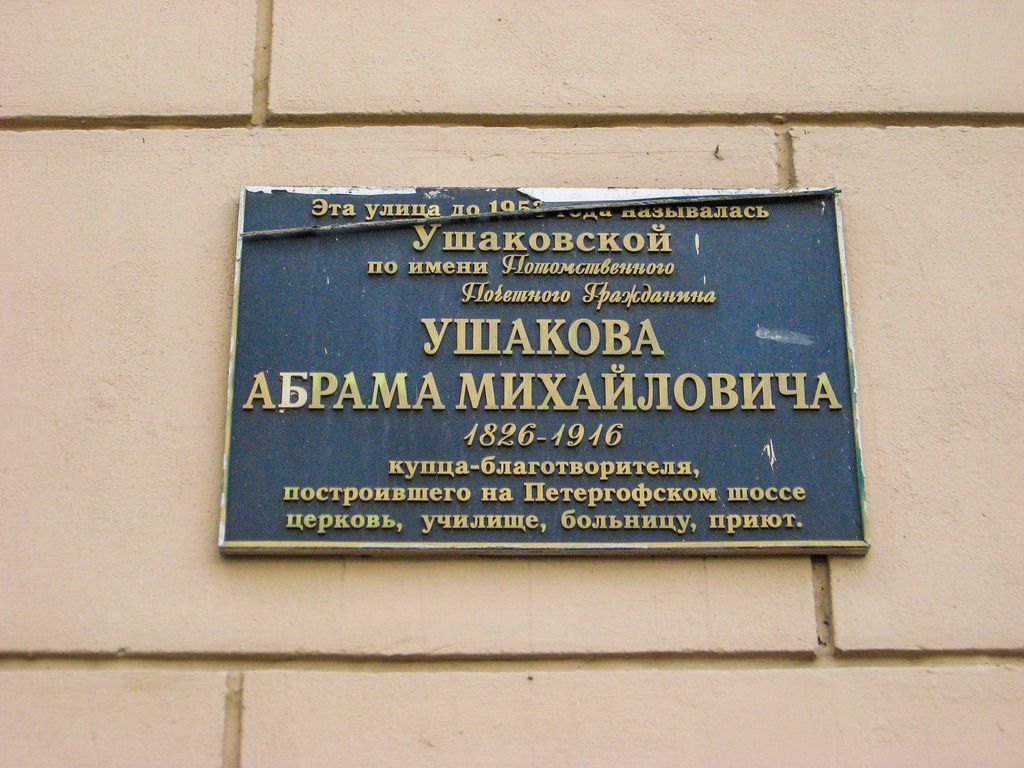 Эта улица до 1953 года называлась
Ушаковской
по имени Потомственного
Почетного Гражданина
УШАКОВА
АБРАМА МИХАЙЛОВИЧА
1826-1916
купца-благотворителя,
построившего на Петергофском шоссе
церковь, училище, больницу, приют.